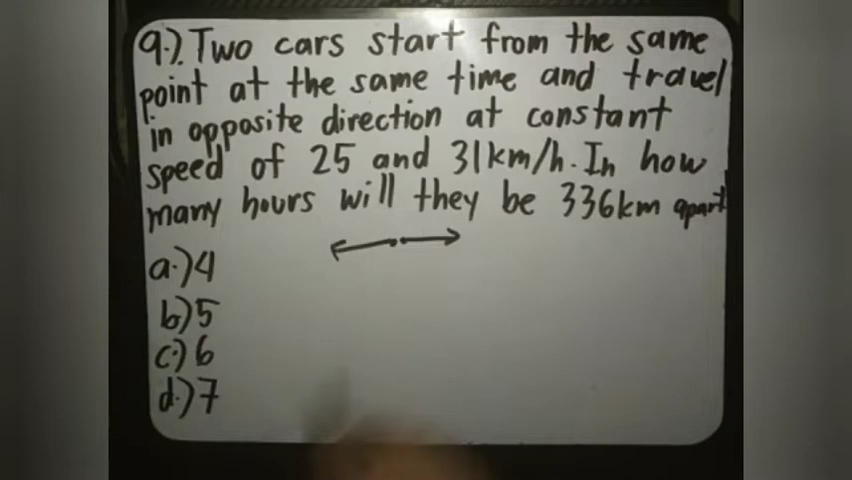 9.). Two cars start from the same
point at the same time and travel
in opposite direction at constant
speed of 25 and 31km/h. In how
many hours will they be 336km apart
a.)4
b.)5
c.)6
d.)7